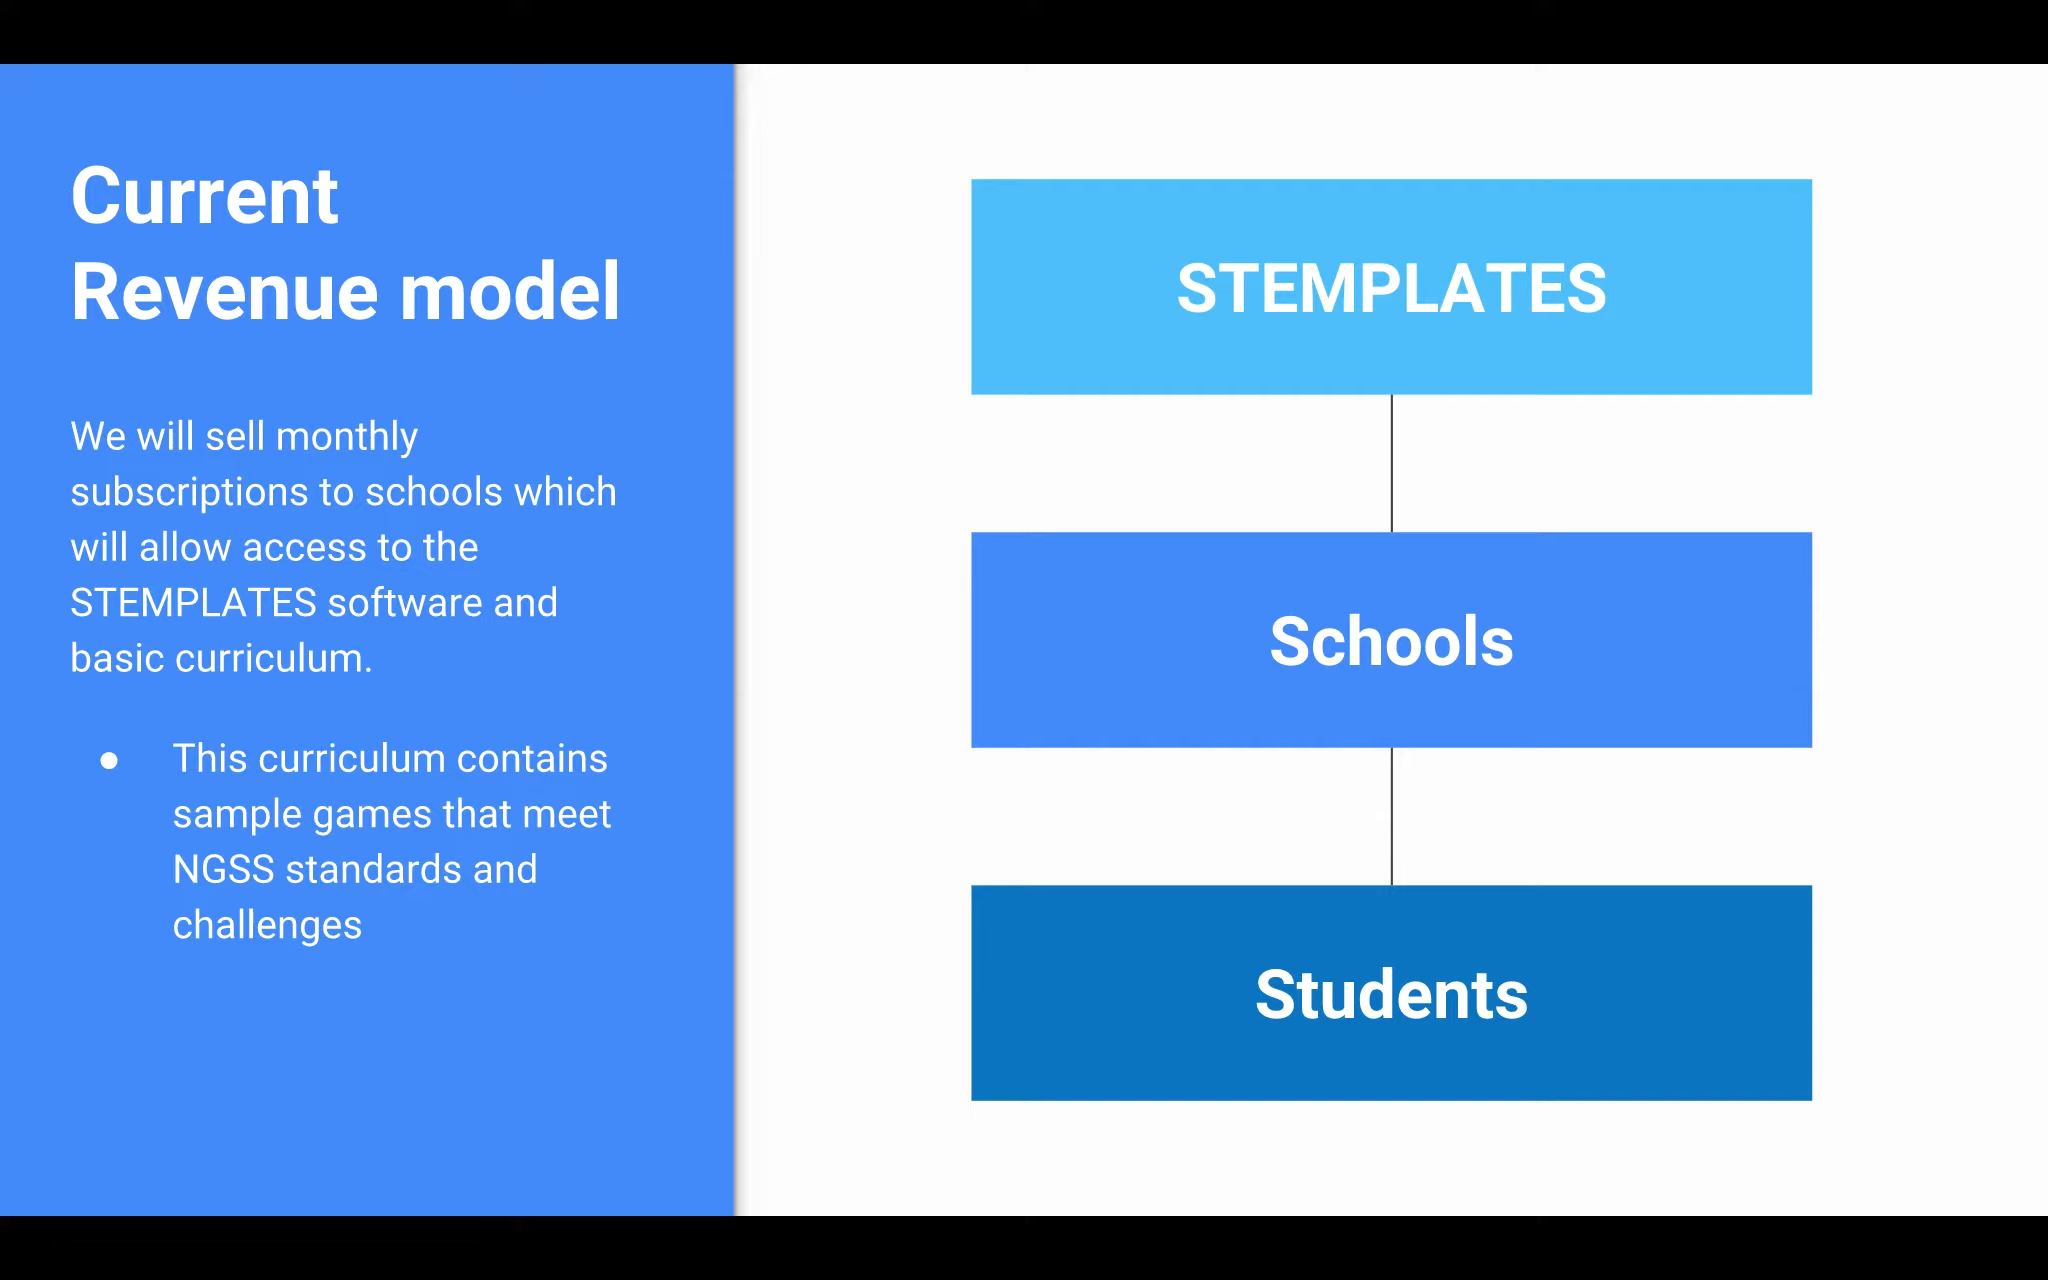 Current
Revenue model
We will sell monthly
subscriptions to schools which
will allow access to the
STEMPLATES software and
basic curriculum.
● This curriculum contains
sample games that meet
NGSS standards and
challenges
STEMPLATES
Schools
Students